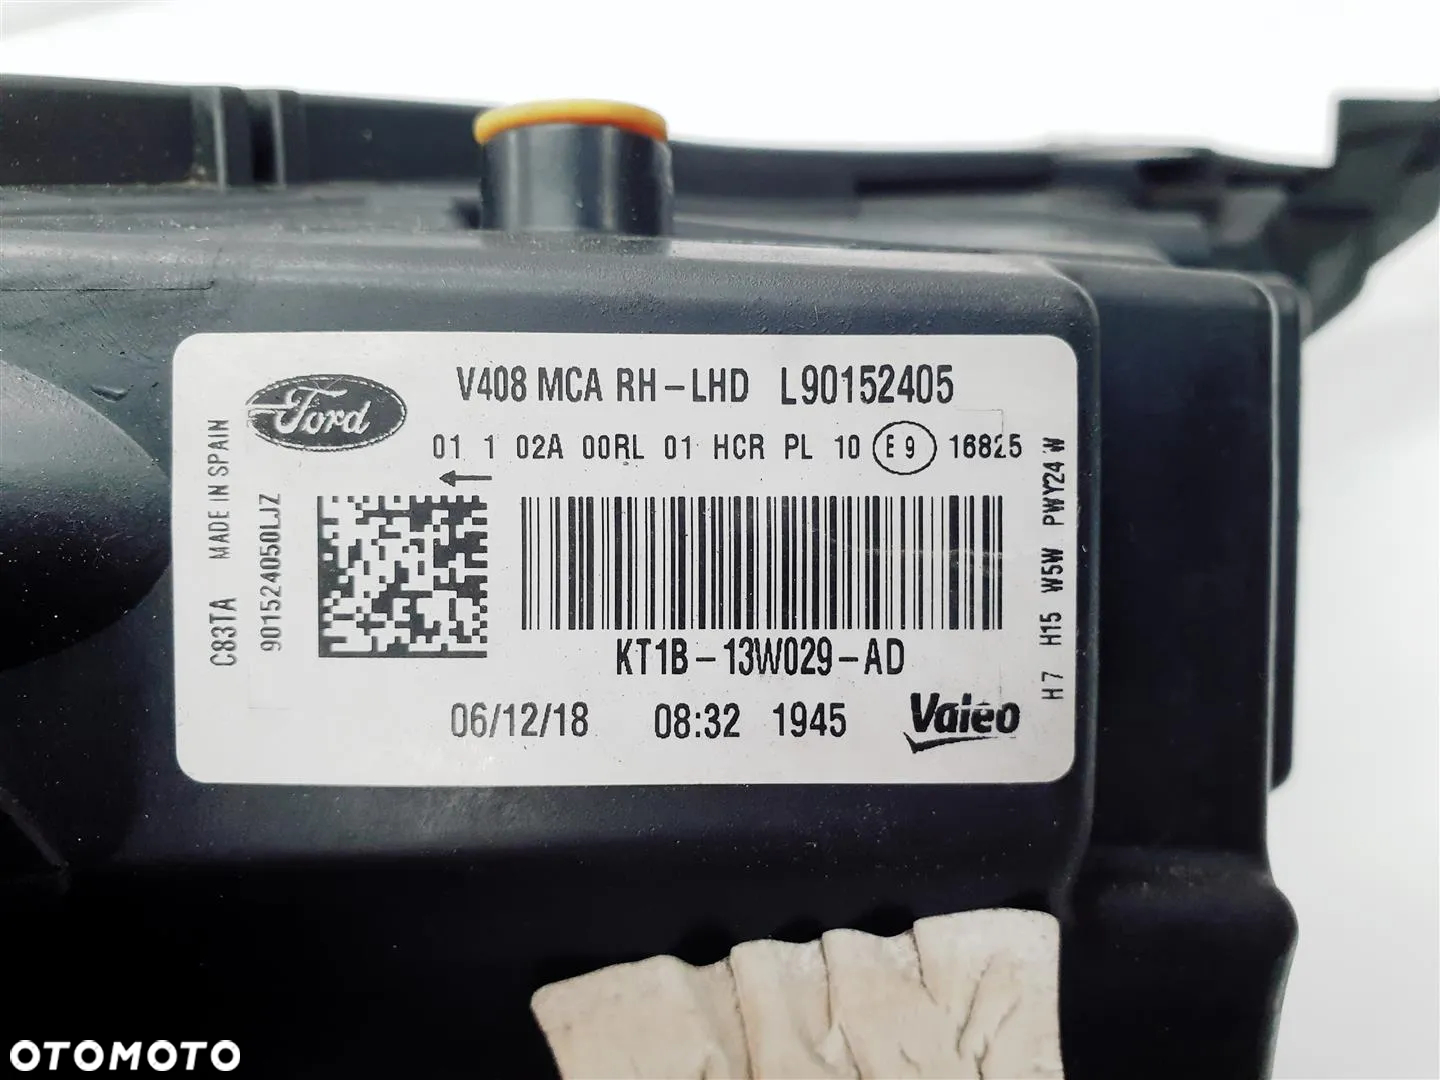 Ford
V408 MCA RH-LHD L90152405
01 1 02A 00RL 01 HCR PL 10 E9 16825
MADE IN SPAIN
C83TA
901524050LJZ
H7 H15 W5W PWY24W
KT1B-13W029-AD
06/12/18 08:32 1945
Valeo
OTOMOTO